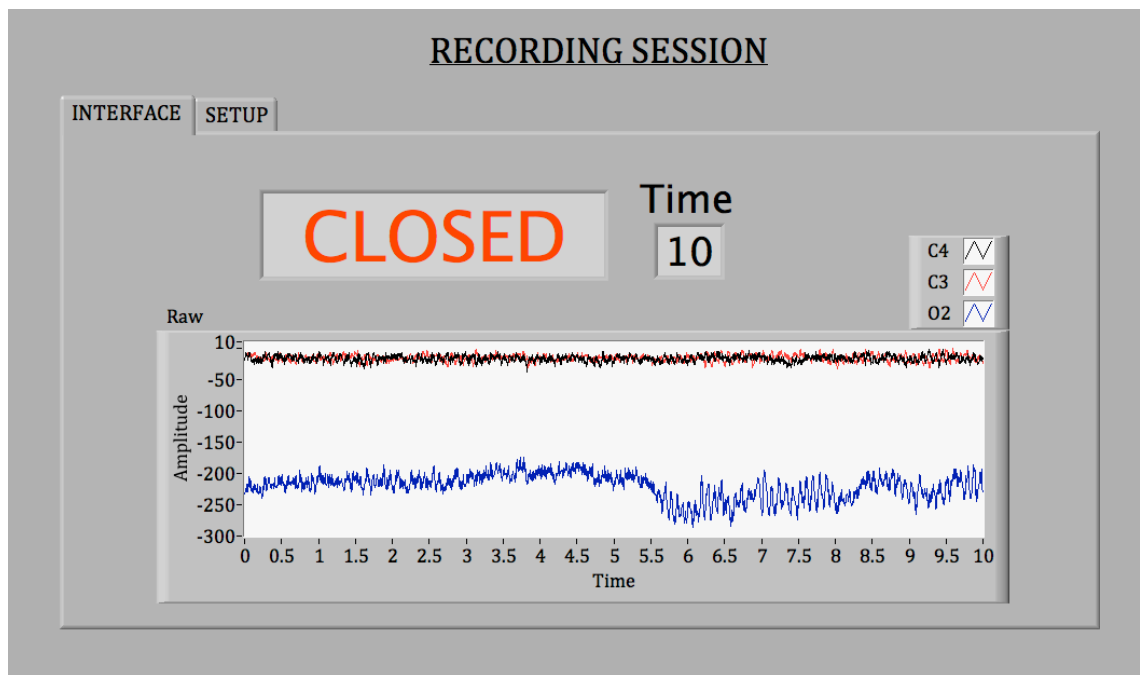 RECORDING SESSION
INTERFACE SETUP
CLOSED
Time
10
C4
C3
O2
Raw
Amplitude
10
-50
-100
-150
-200
-250
-300
0 0.5 1 1.5 2 2.5 3 3.5 4 4.5 5 5.5 6 6.5 7 7.5 8 8.5 9 9.5 10
Time